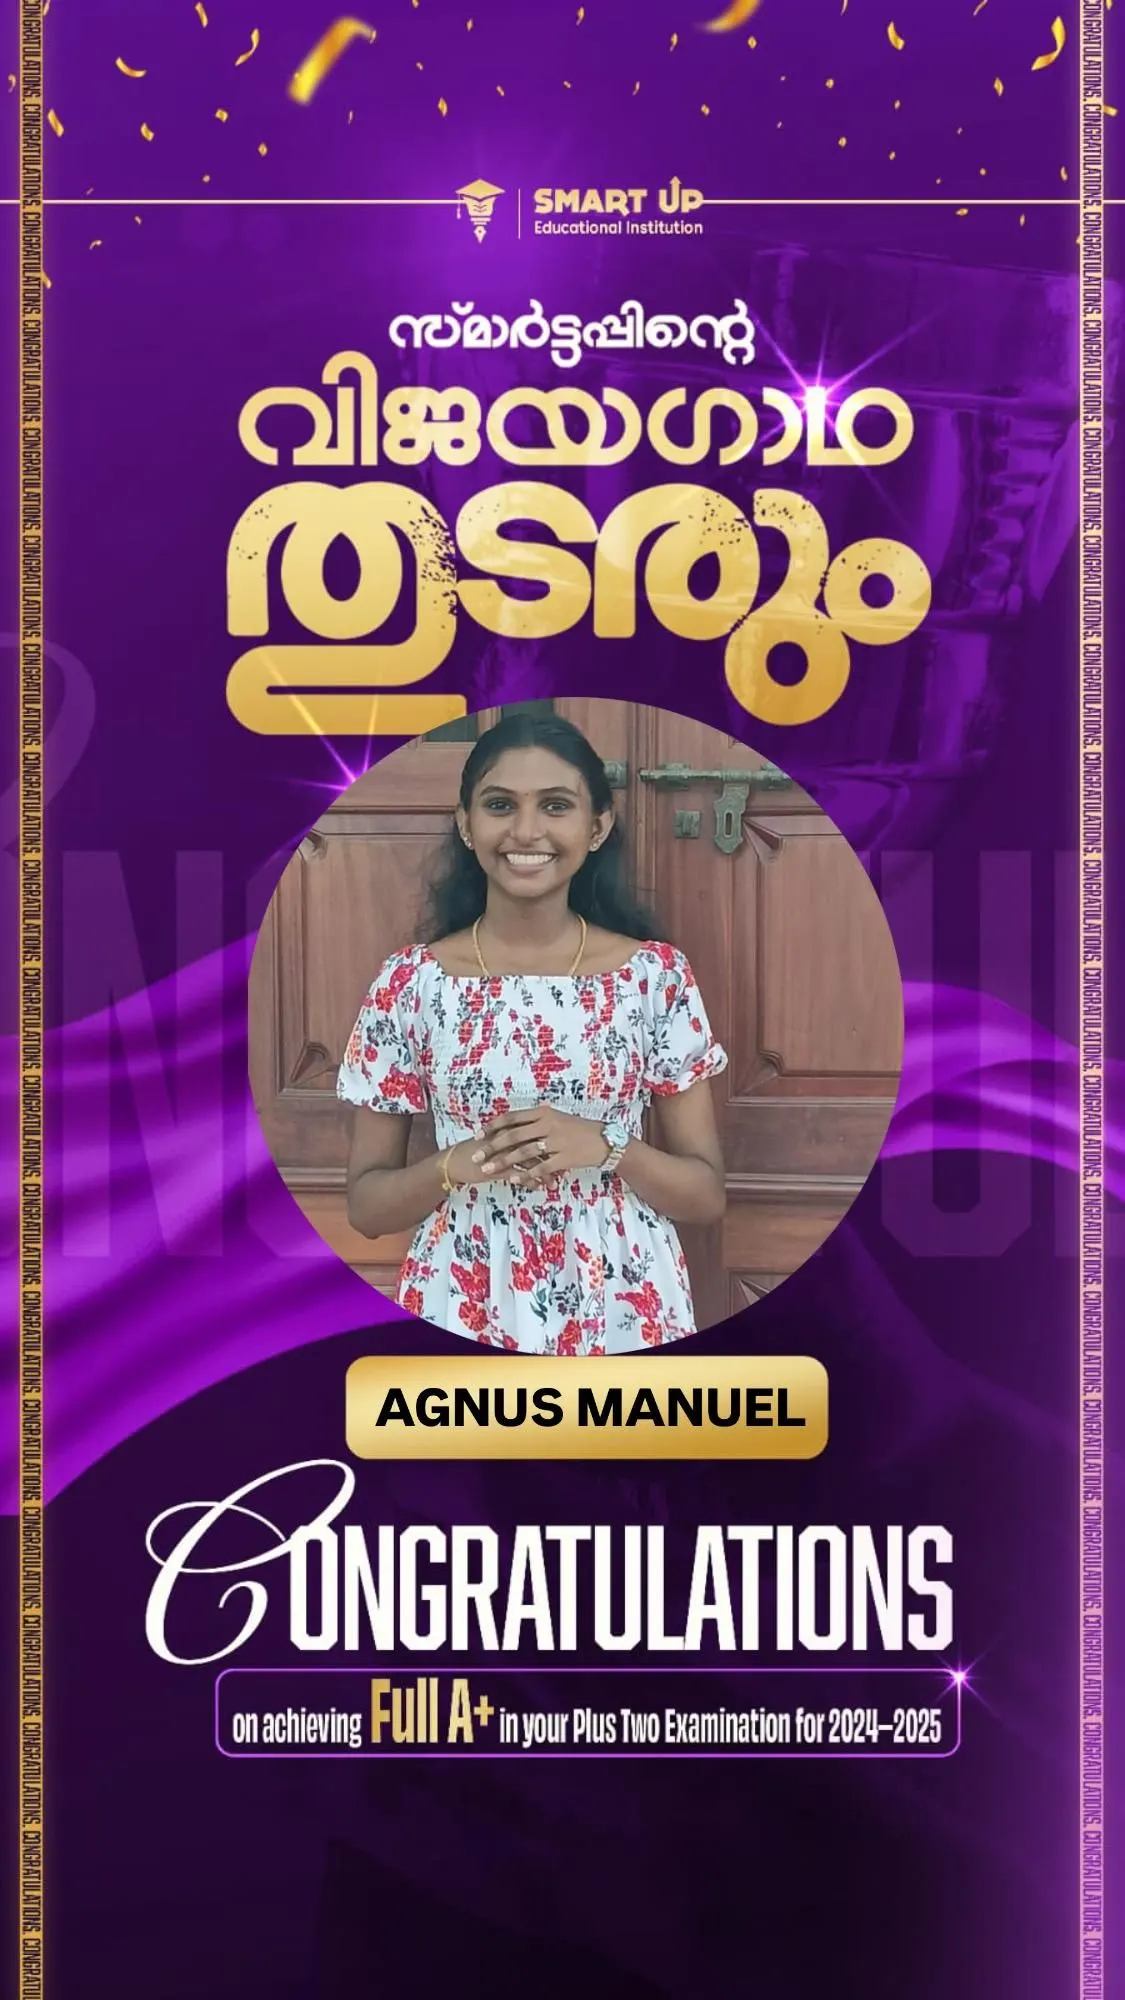 SMART UP
Educational Institution
സ്മാർട്ടപ്പിന്റെ
വിജയഗാഥ
തുടരും
AGNUS MANUEL
CONGRATULATIONS
on achieving Full A+ in your Plus Two Examination for 2024–2025